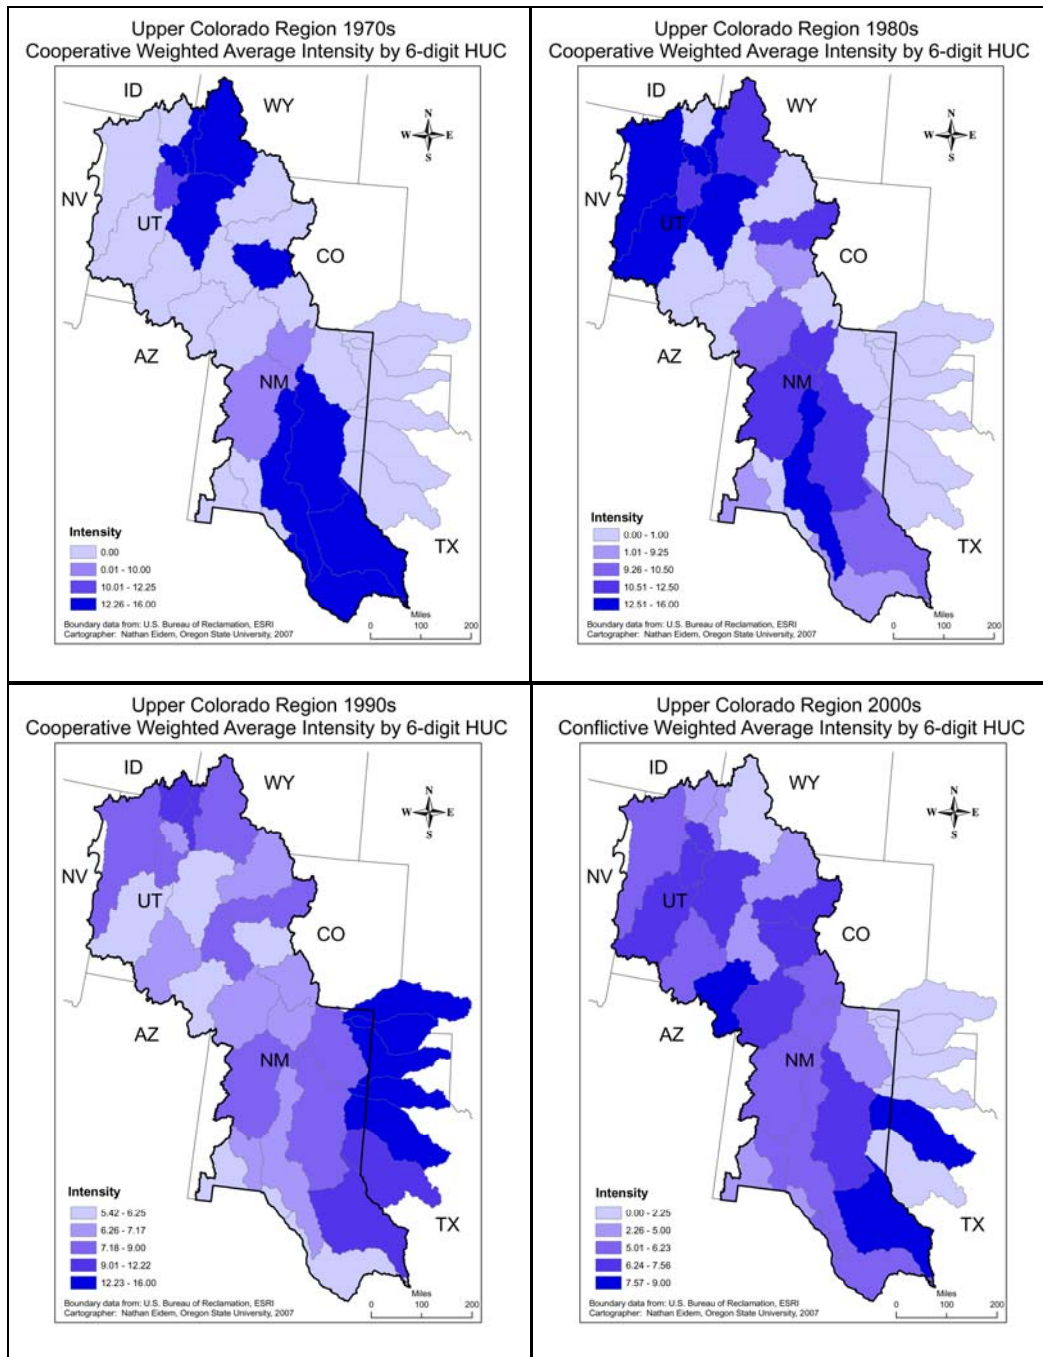 Upper Colorado Region 1970s
Cooperative Weighted Average Intensity by 6-digit HUC
ID
WY
N
W E
S
NV
UT
CO
AZ
NM
TX
Intensity
0.00
0.01 - 10.00
10.01 - 12.25
12.26 - 16.00
Boundary data from: U.S. Bureau of Reclamation, ESRI
Cartographer: Nathan Eidem, Oregon State University, 2007
Miles
0 100 200
Upper Colorado Region 1980s
Cooperative Weighted Average Intensity by 6-digit HUC
ID
WY
N
W E
S
NV
UT
CO
AZ
NM
TX
Intensity
0.00 - 1.00
1.01 - 9.25
9.26 - 10.50
10.51 - 12.50
12.51 - 16.00
Boundary data from: U.S. Bureau of Reclamation, ESRI
Cartographer: Nathan Eidem, Oregon State University, 2007
Miles
0 100 200
Upper Colorado Region 1990s
Cooperative Weighted Average Intensity by 6-digit HUC
ID
WY
N
W E
S
NV
UT
CO
AZ
NM
TX
Intensity
5.42 - 6.25
6.26 - 7.17
7.18 - 9.00
9.01 - 12.22
12.23 - 16.00
Boundary data from: U.S. Bureau of Reclamation, ESRI
Cartographer: Nathan Eidem, Oregon State University, 2007
Miles
0 100 200
Upper Colorado Region 2000s
Conflictive Weighted Average Intensity by 6-digit HUC
ID
WY
N
W E
S
NV
UT
CO
AZ
NM
TX
Intensity
0.00 - 2.25
2.26 - 5.00
5.01 - 6.23
6.24 - 7.56
7.57 - 9.00
Boundary data from: U.S. Bureau of Reclamation, ESRI
Cartographer: Nathan Eidem, Oregon State University, 2007
Miles
0 100 200